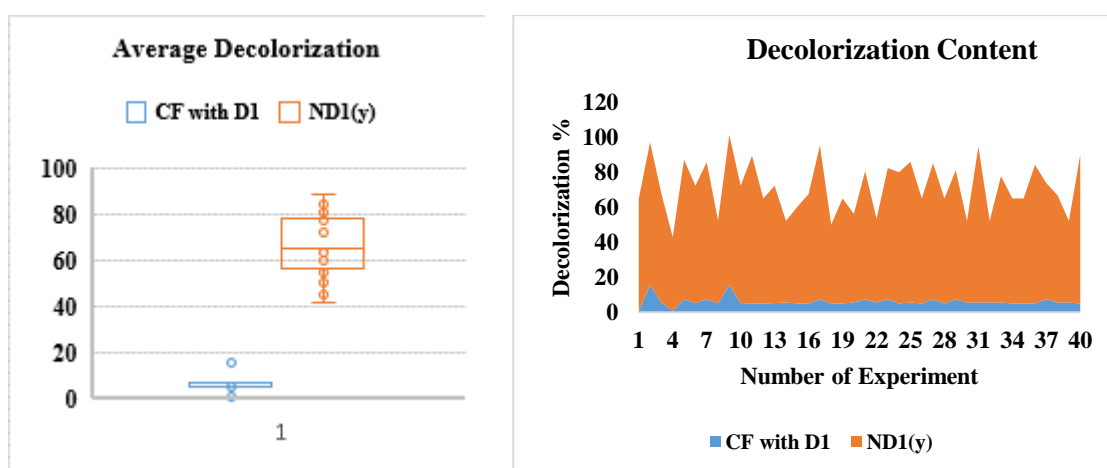 Average Decolorization
CF with D1 ND1(y)
100
80
60
40
20
0
1
Decolorization Content
120
100
80
60
40
20
0
Decolorization %
1 4 7 10 13 16 19 22 25 28 31 34 37 40
Number of Experiment
CF with D1 ND1(y)